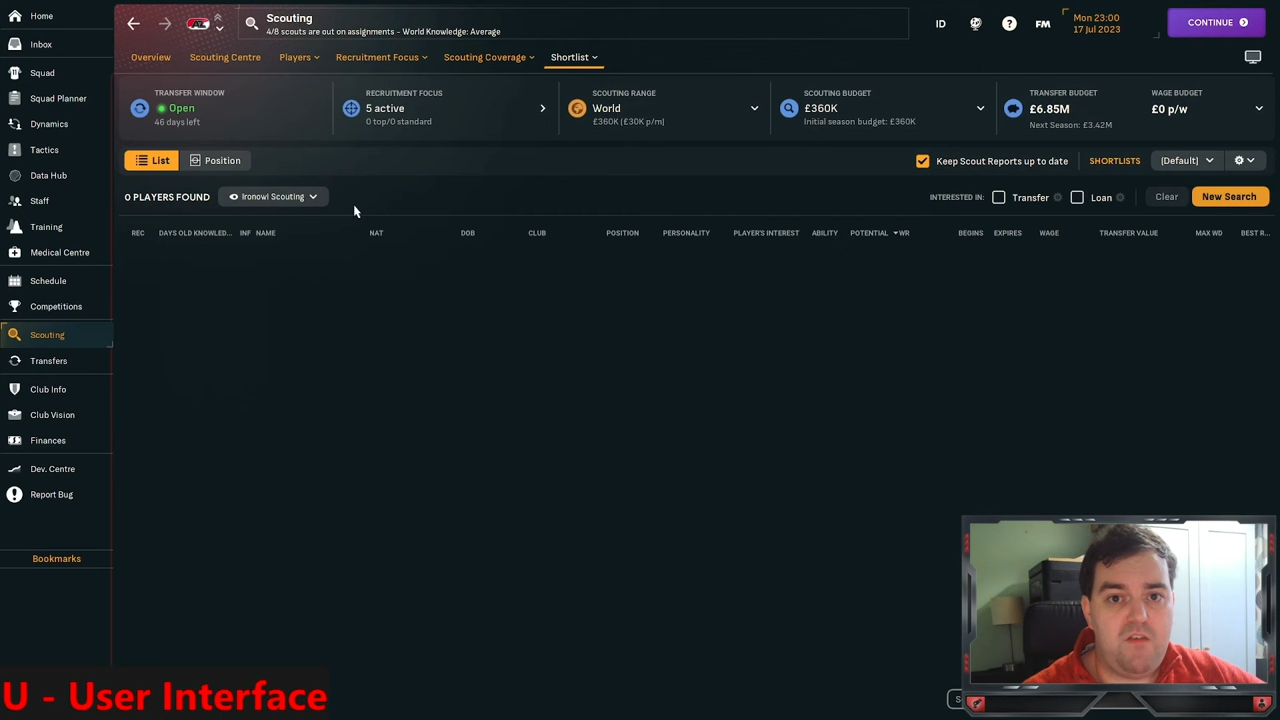 Home
Inbox
Squad
Squad Planner
Dynamics
Tactics
Data Hub
Staff
Training
Medical Centre
Schedule
Competitions
Scouting
Transfers
Club Info
Club Vision
Finances
Dev. Centre
Report Bug
Bookmarks
AZ
Scouting
4/8 scouts are out on assignments - World Knowledge: Average
ID
?
FM
Mon 23:00
17 Jul 2023
CONTINUE
Overview
Scouting Centre
Players
Recruitment Focus
Scouting Coverage
Shortlist
TRANSFER WINDOW
Open
46 days left
RECRUITMENT FOCUS
5 active
0 top/0 standard
SCOUTING RANGE
World
£360K (£30K p/m)
SCOUTING BUDGET
£360K
Initial season budget: £360K
TRANSFER BUDGET
£6.85M
Next Season: £3.42M
WAGE BUDGET
£0 p/w
List
Position
Keep Scout Reports up to date
SHORTLISTS
(Default)
0 PLAYERS FOUND
Ironowl Scouting
INTERESTED IN:
Transfer
Loan
Clear
New Search
REC DAYS OLD KNOWLED... INF NAME NAT DOB CLUB POSITION PERSONALITY PLAYER'S INTEREST ABILITY POTENTIAL WR BEGINS EXPIRES WAGE TRANSFER VALUE MAX WD BEST R...
U - User Interface